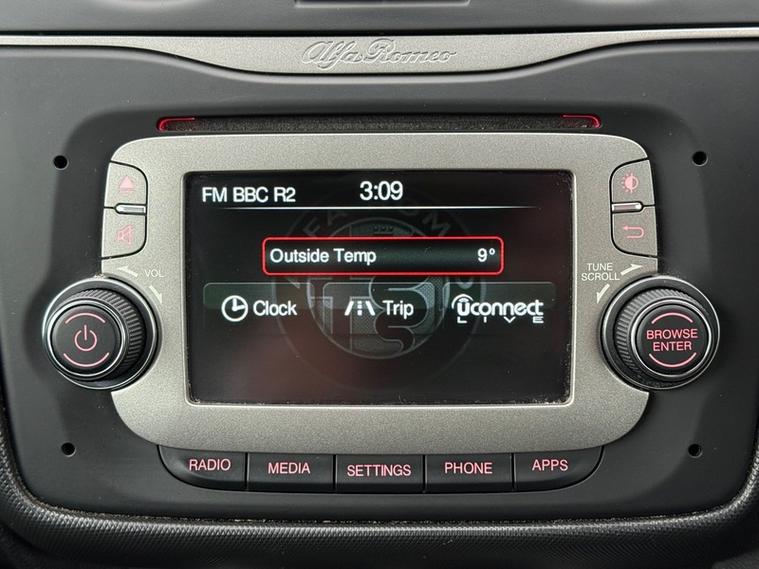 Alfa Romeo
FM BBC R2 3:09
Outside Temp 9°
Clock Trip Uconnect
LIVE
VOL
TUNE
SCROLL
BROWSE
ENTER
RADIO MEDIA SETTINGS PHONE APPS